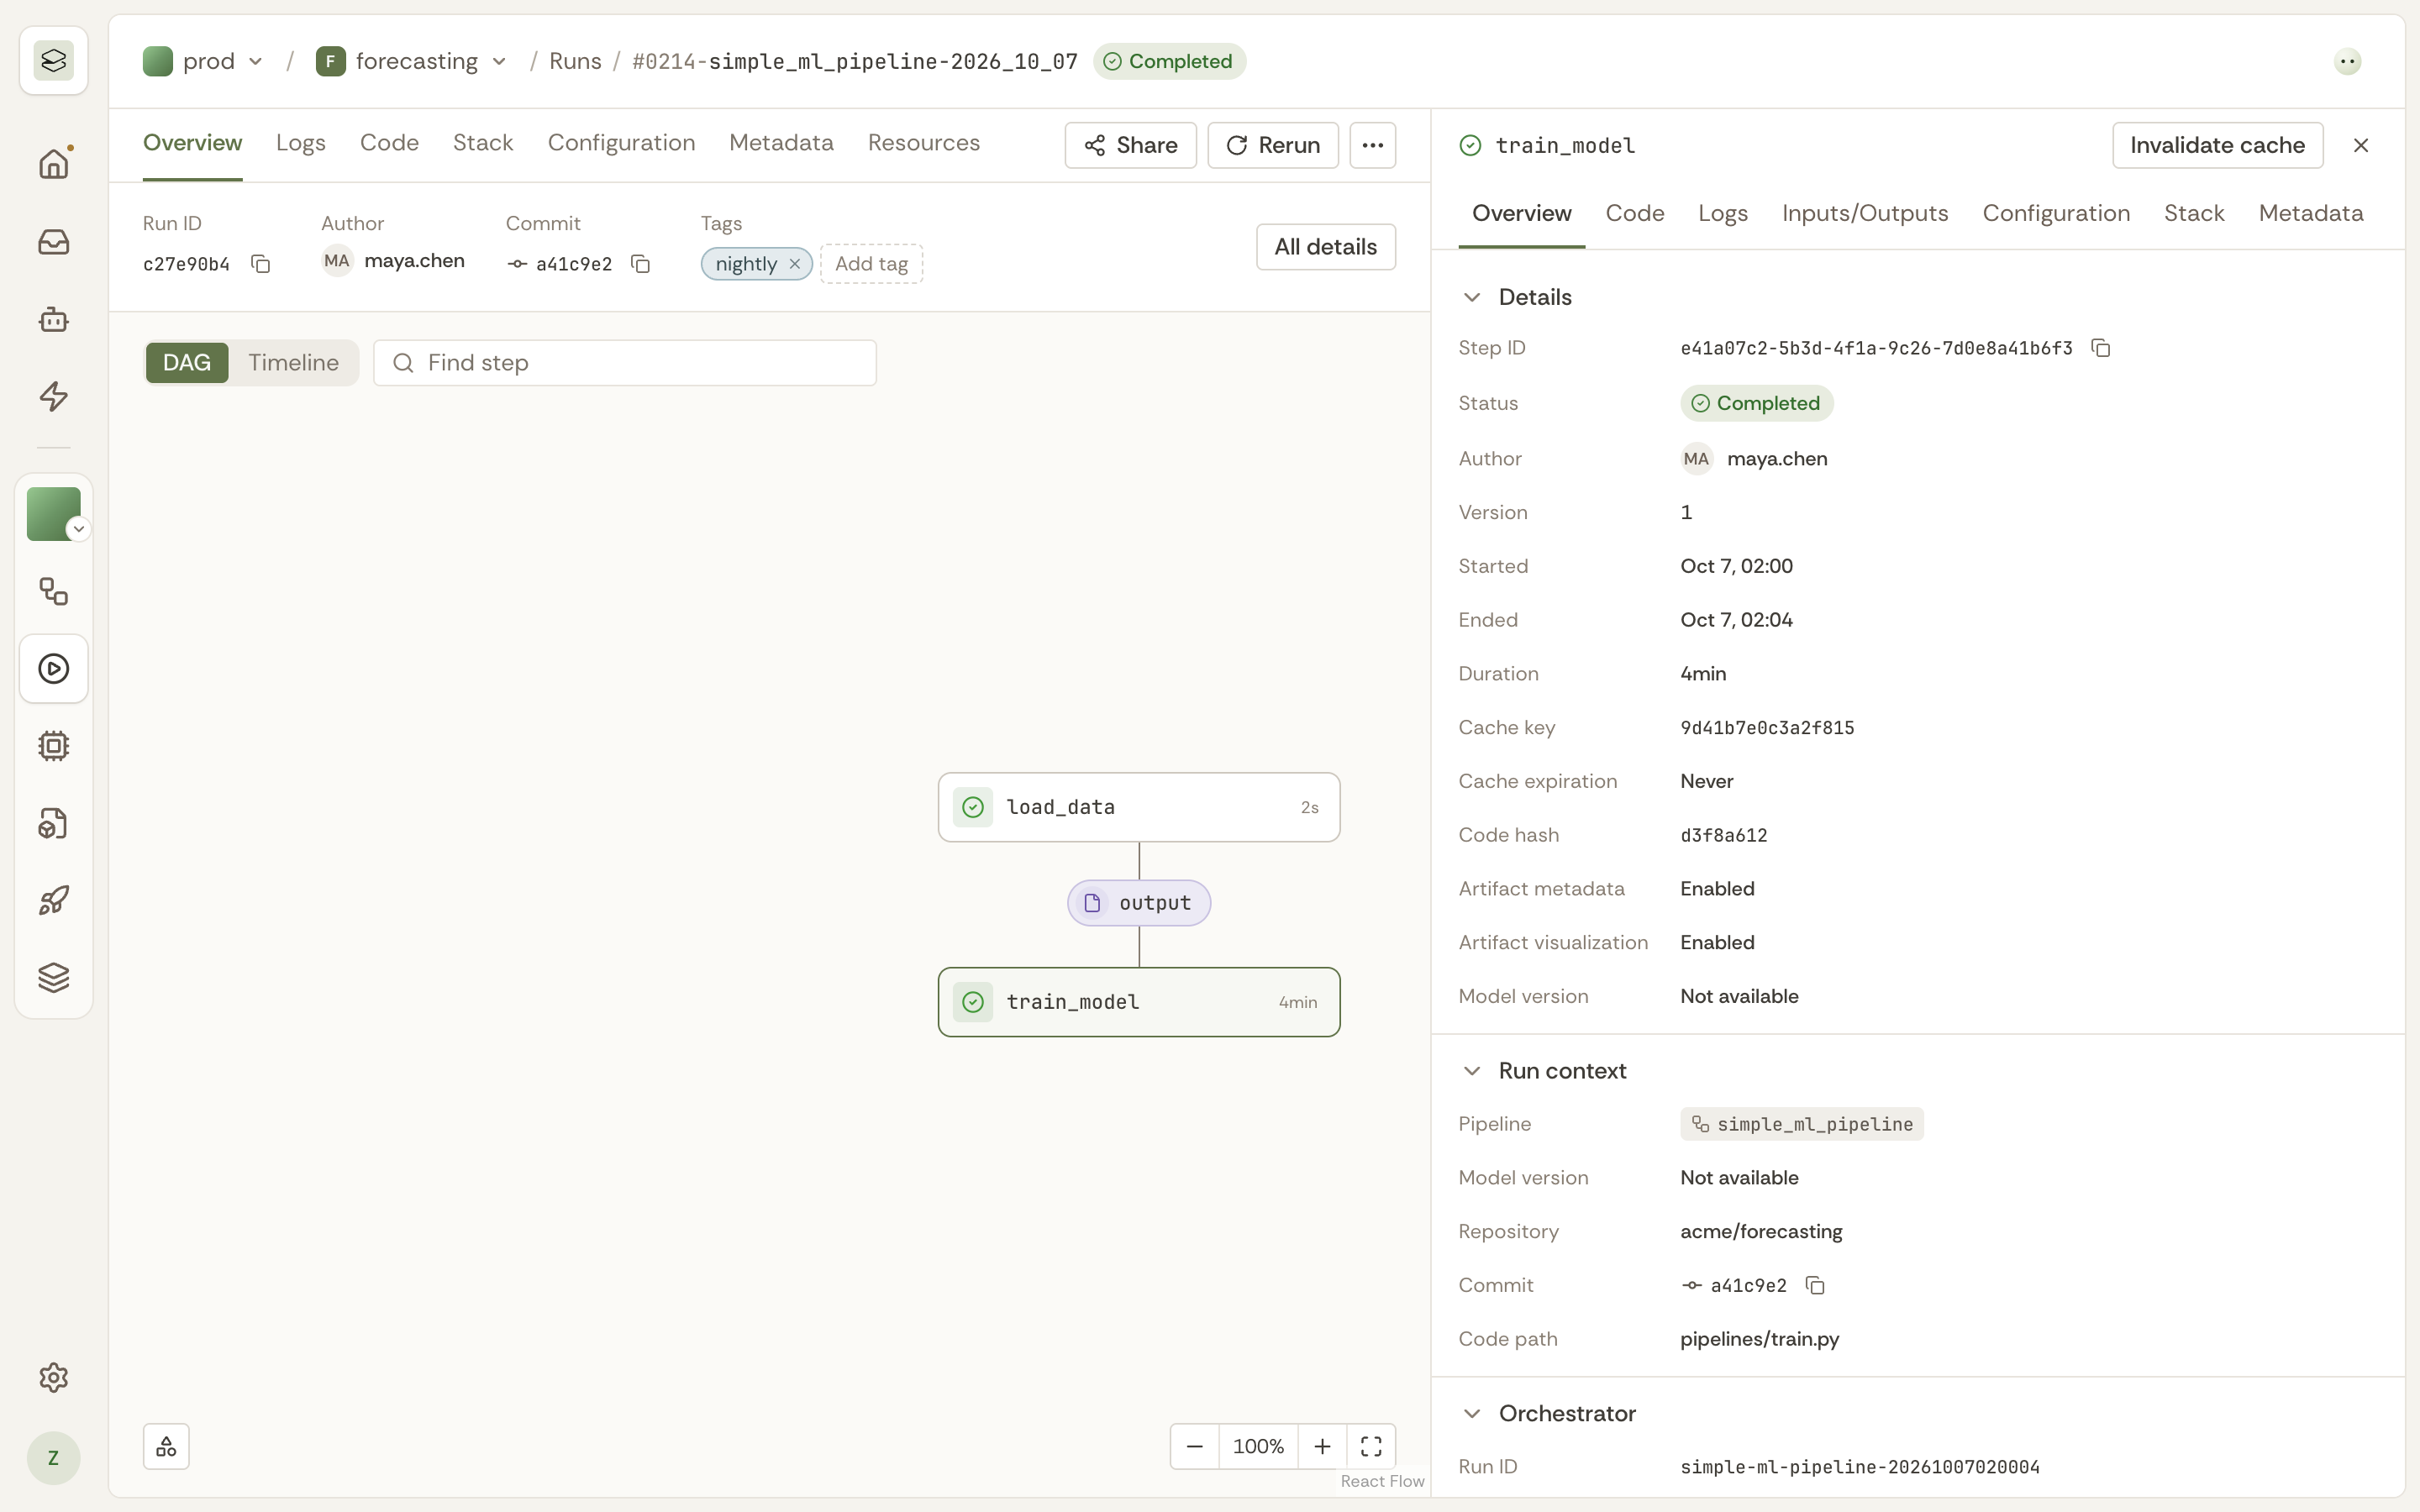 prod / F forecasting / Runs / #0214-simple_ml_pipeline-2026_10_07 Completed
Overview Logs Code Stack Configuration Metadata Resources Share Rerun
Run ID Author Commit Tags
c27e90b4 MA maya.chen a41c9e2 nightly Add tag
All details
DAG Timeline Find step
load_data 2s
output
train_model 4min
100%
React Flow
Z
train_model Invalidate cache
Overview Code Logs Inputs/Outputs Configuration Stack Metadata
Details
Step ID e41a07c2-5b3d-4f1a-9c26-7d0e8a41b6f3
Status Completed
Author MA maya.chen
Version 1
Started Oct 7, 02:00
Ended Oct 7, 02:04
Duration 4min
Cache key 9d41b7e0c3a2f815
Cache expiration Never
Code hash d3f8a612
Artifact metadata Enabled
Artifact visualization Enabled
Model version Not available
Run context
Pipeline simple_ml_pipeline
Model version Not available
Repository acme/forecasting
Commit a41c9e2
Code path pipelines/train.py
Orchestrator
Run ID simple-ml-pipeline-20261007020004